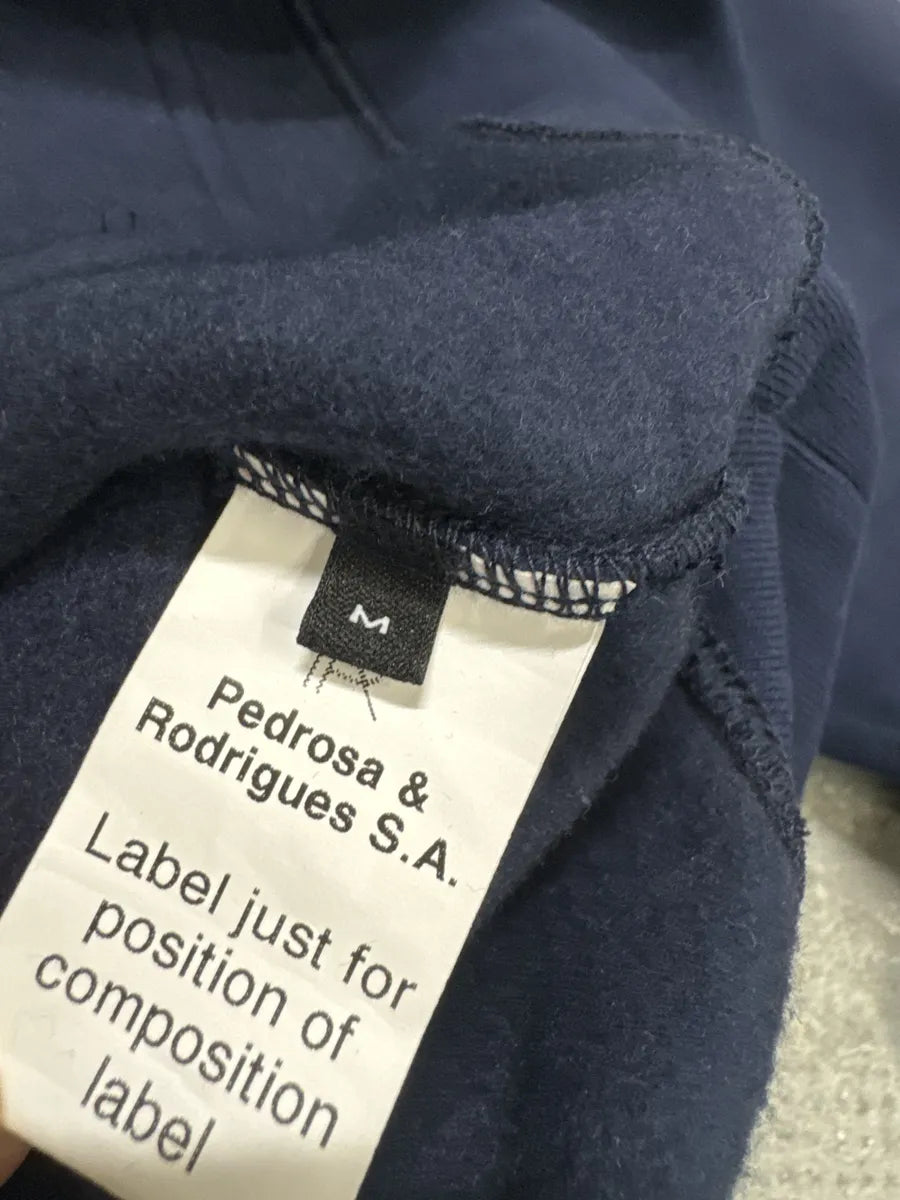 M
Pedrosa &
Rodrigues S.A.
Label just for
position of
composition
label